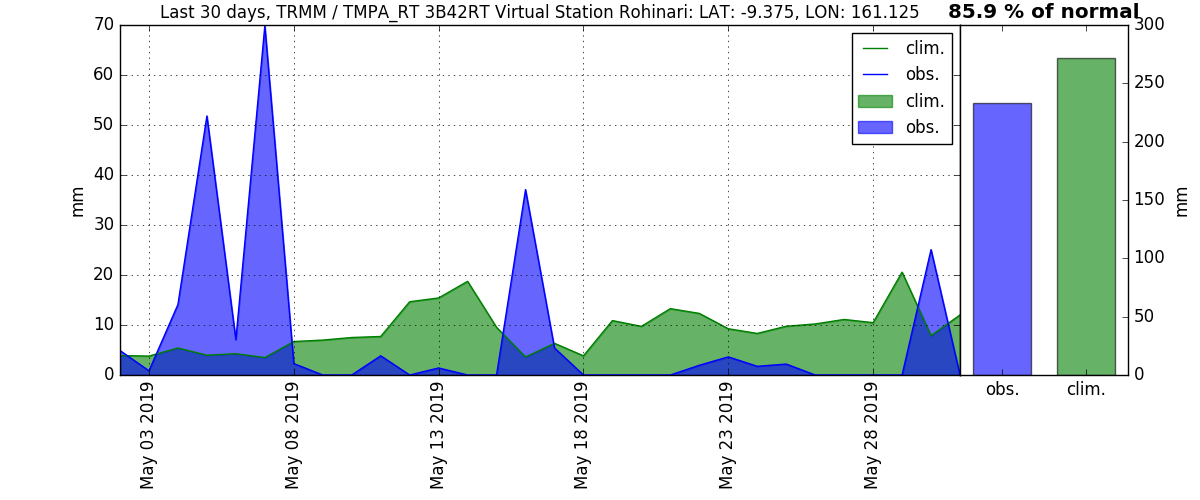 Last 30 days, TRMM / TMPA_RT 3B42RT Virtual Station Rohinari: LAT: -9.375, LON: 161.125
85.9 % of normal
70
60
50
40
30
20
10
0
mm
clim.
obs.
clim.
obs.
May 03 2019
May 08 2019
May 13 2019
May 18 2019
May 23 2019
May 28 2019
300
250
200
150
100
50
0
mm
obs.
clim.